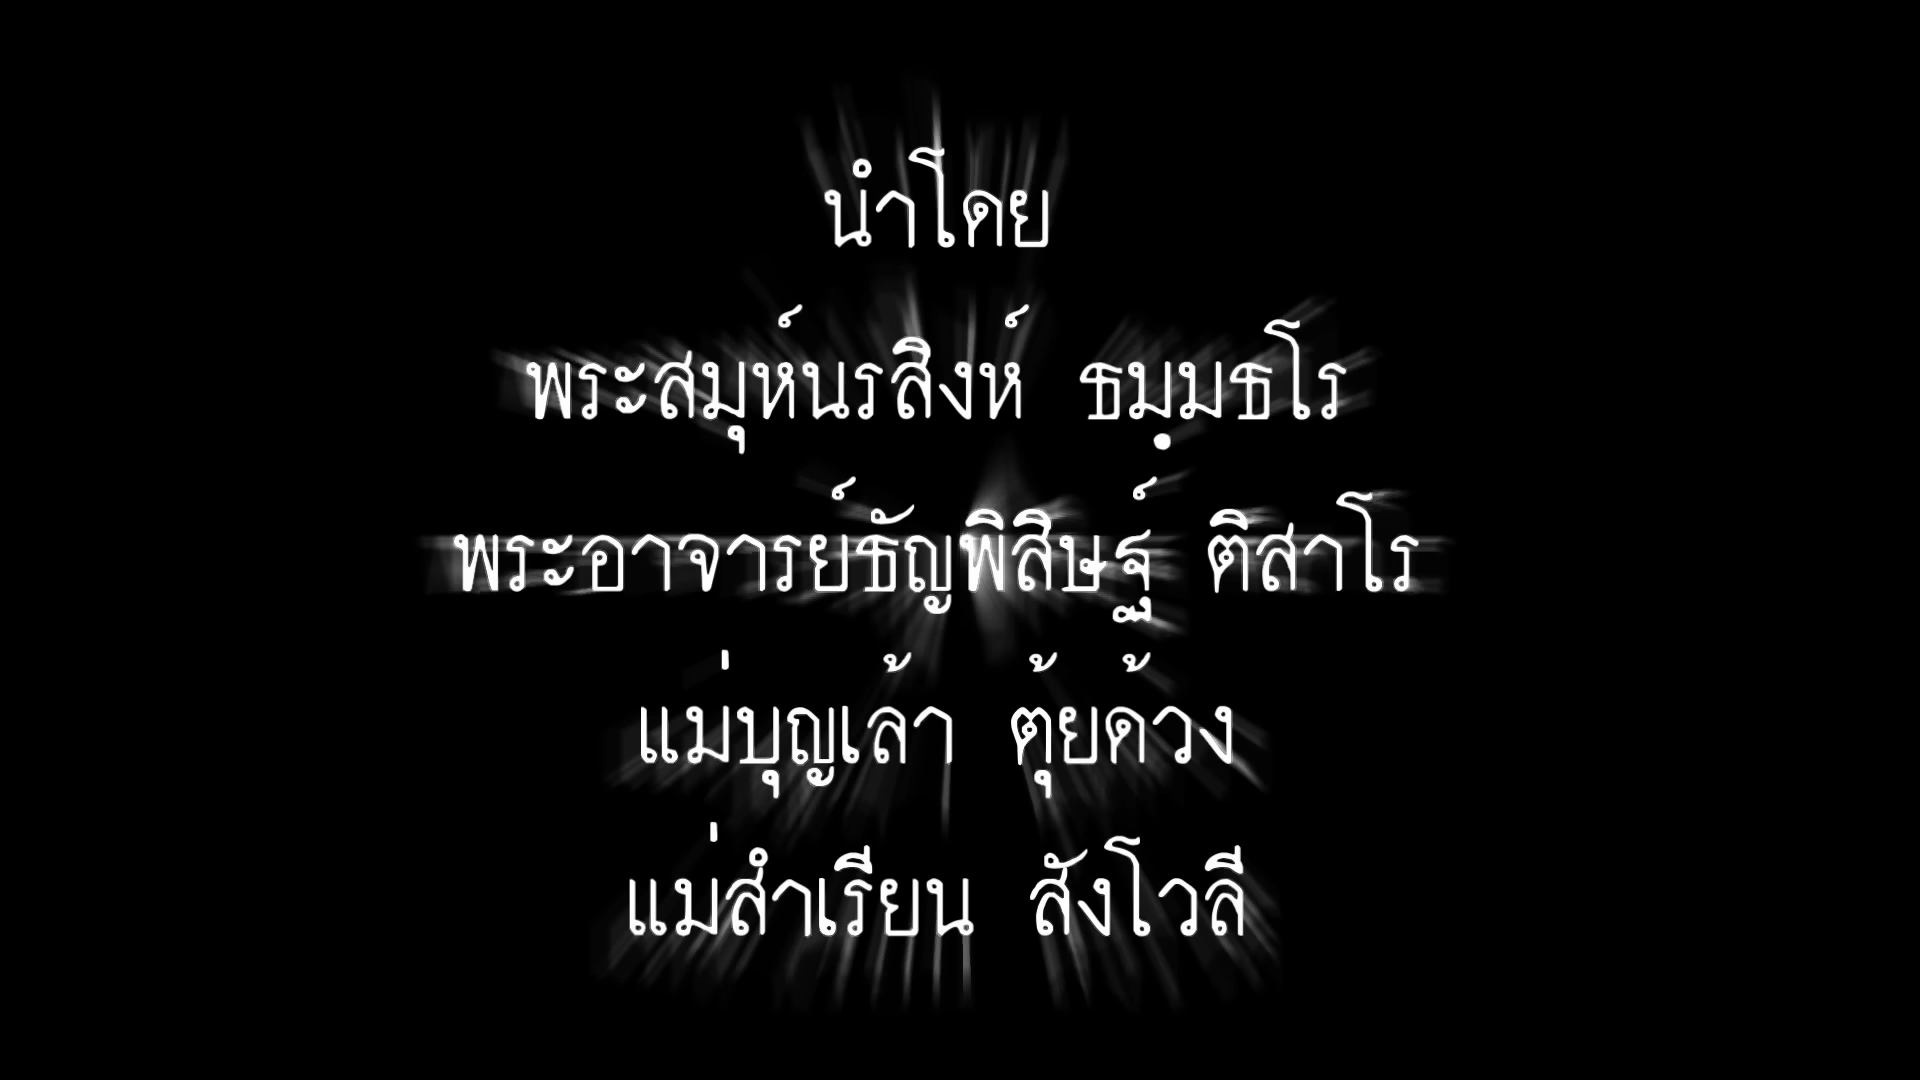 นำโดย
พระสมุห์นรสิงห์ ธมฺมธโร
พระอาจารย์ธัญพิสิษฐ์ ติสาโร
แม่บุญเล้า ตุ้ยด้วง
แม่สำเรียน สังโวลี